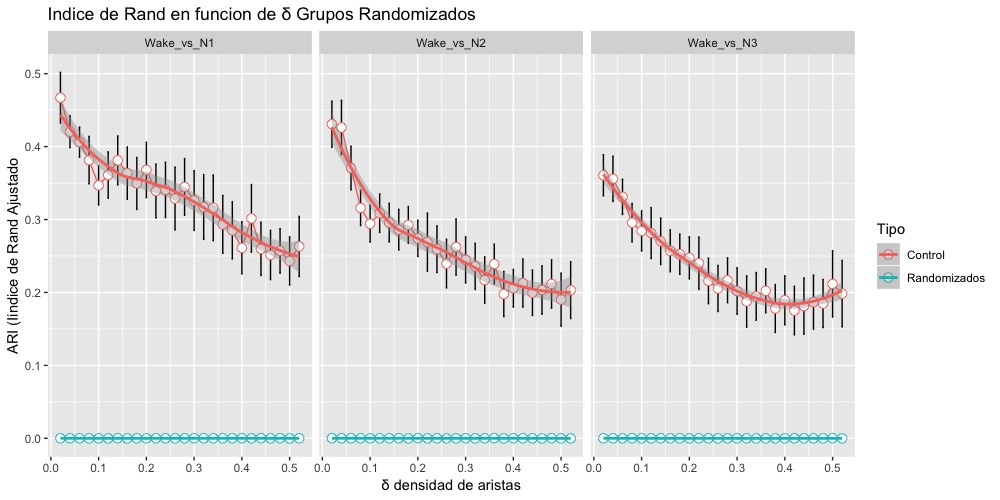 Indice de Rand en funcion de δ Grupos Randomizados
Wake_vs_N1 Wake_vs_N2 Wake_vs_N3
ARI (Iindice de Rand Ajustado
0.5
0.4
0.3
0.2
0.1
0.0
0.0 0.1 0.2 0.3 0.4 0.5 0.0 0.1 0.2 0.3 0.4 0.5 0.0 0.1 0.2 0.3 0.4 0.5
δ densidad de aristas
Tipo
Control
Randomizados